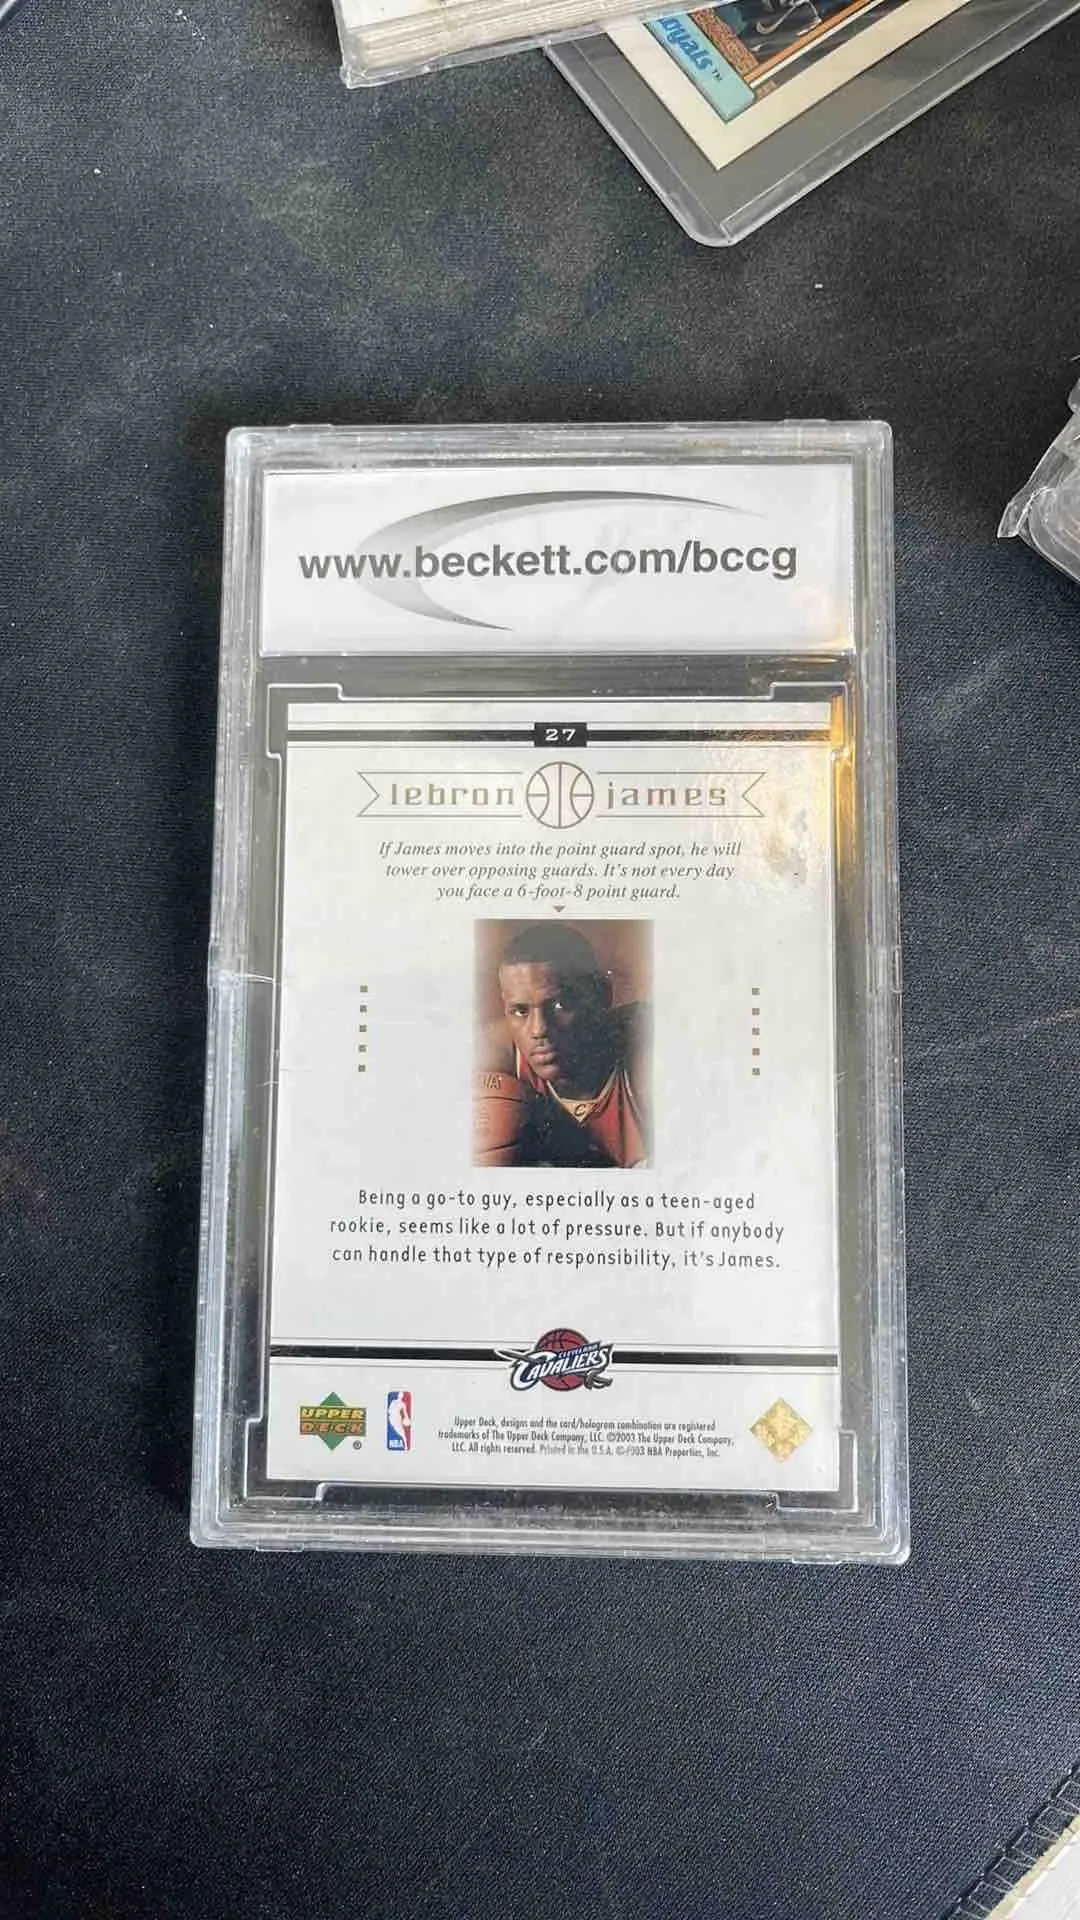 oyals™
www.beckett.com/bccg
27
lebron james
If James moves into the point guard spot, he will
tower over opposing guards. It's not every day
you face a 6-foot-8 point guard.
C
Being a go-to guy, especially as a teen-aged
rookie, seems like a lot of pressure. But if anybody
can handle that type of responsibility, it's James.
CLEVELAND
CAVALIERS
UPPER
DECK®
NBA
Upper Deck, designs and the card/hologram combination are registered
trademarks of The Upper Deck Company, LLC. ©2003 The Upper Deck Company,
LLC. All rights reserved. Printed in the U.S.A. © 2003 NBA Properties, Inc.